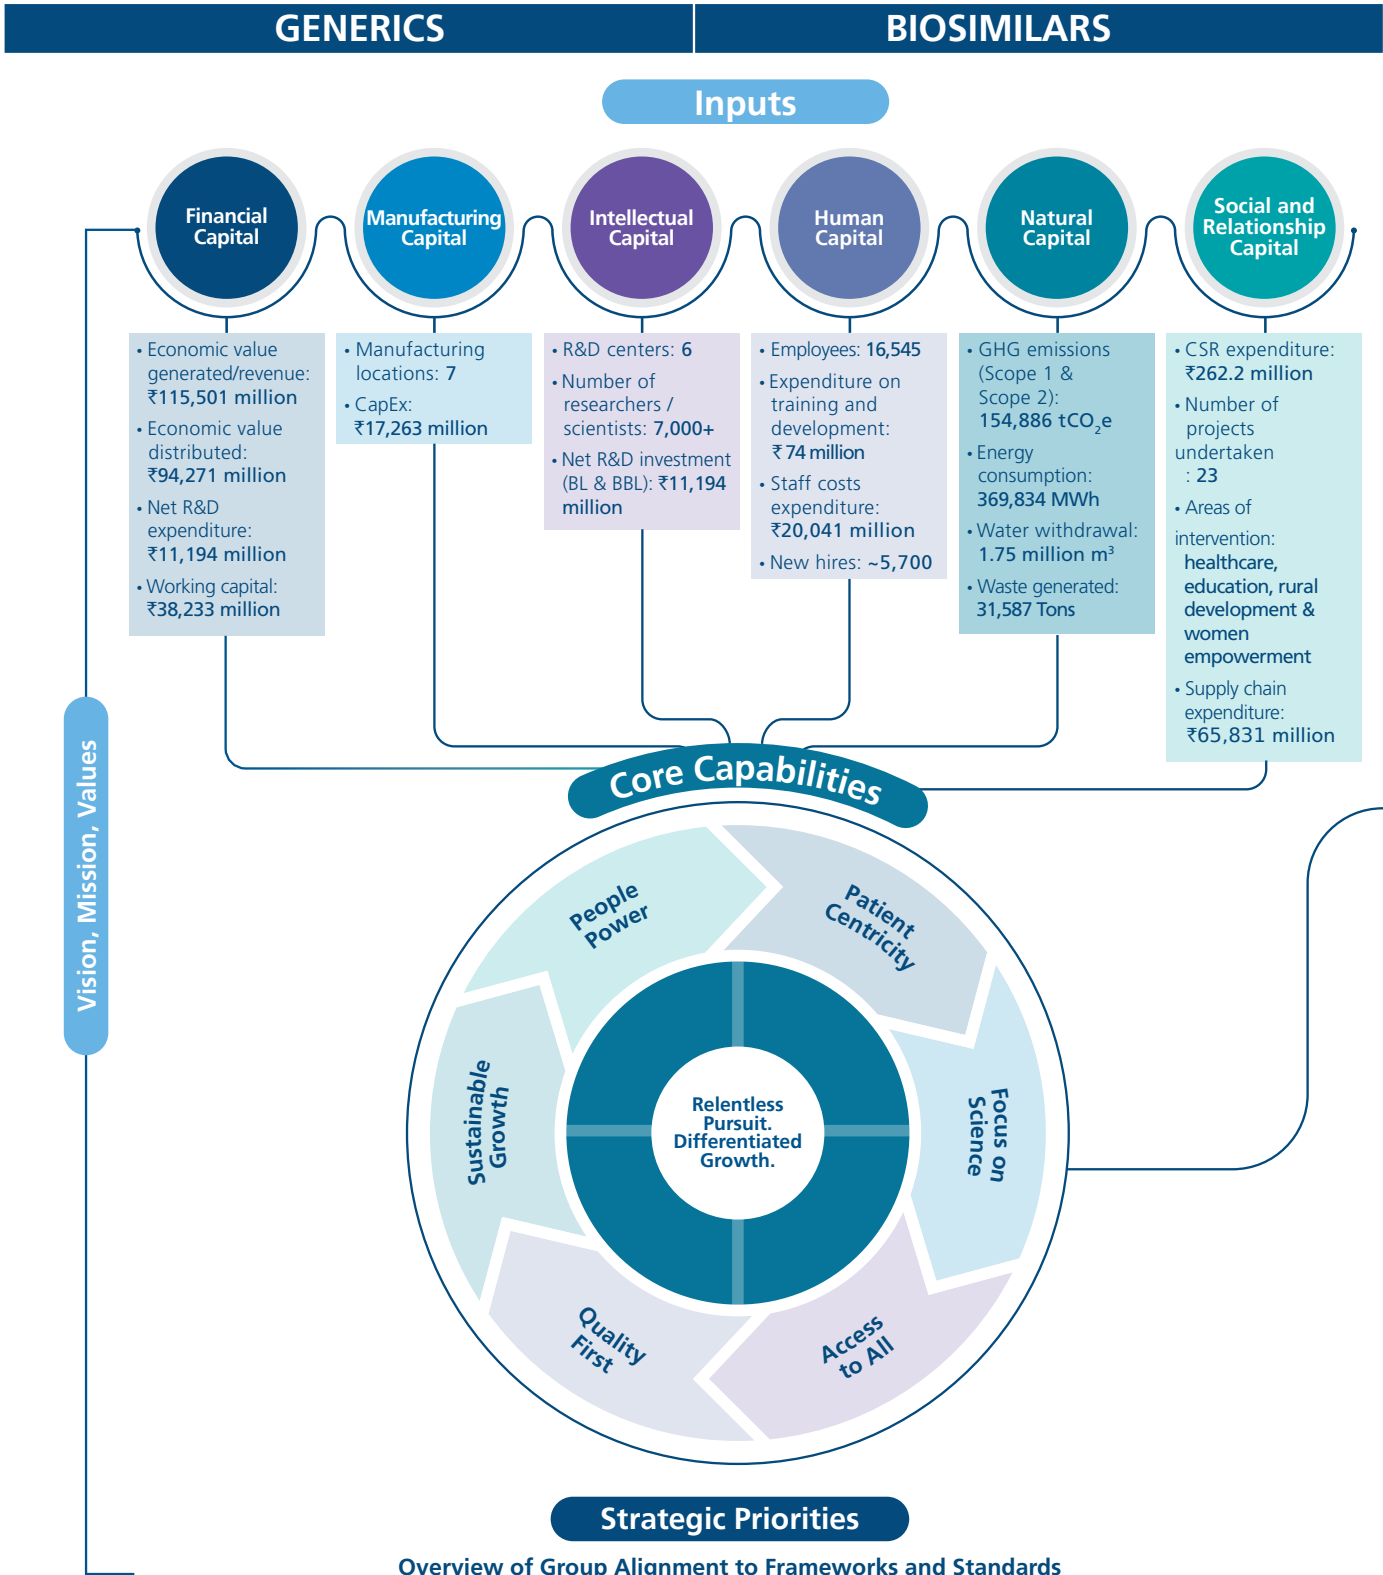 GENERICS
BIOSIMILARS
Inputs
Financial
Capital
Manufacturing
Capital
Intellectual
Capital
Human
Capital
Natural
Capital
Social and
Relationship
Capital
• Economic value
generated/revenue:
₹115,501 million
• Economic value
distributed:
₹94,271 million
• Net R&D
expenditure:
₹11,194 million
• Working capital:
₹38,233 million
• Manufacturing
locations: 7
• CapEx:
₹17,263 million
• R&D centers: 6
• Number of
researchers /
scientists: 7,000+
• Net R&D investment
(BL & BBL): ₹11,194
million
• Employees: 16,545
• Expenditure on
training and
development:
₹ 74 million
• Staff costs
expenditure:
₹20,041 million
• New hires: ~5,700
• GHG emissions
(Scope 1 &
Scope 2):
154,886 tCO₂e
• Energy
consumption:
369,834 MWh
• Water withdrawal:
1.75 million m³
• Waste generated:
31,587 Tons
• CSR expenditure:
₹262.2 million
• Number of
projects
undertaken
: 23
• Areas of
intervention:
healthcare,
education, rural
development &
women
empowerment
• Supply chain
expenditure:
₹65,831 million
Vision, Mission, Values
Core Capabilities
People
Power
Patient
Centricity
Focus on
Science
Access
to All
Quality
First
Sustainable
Growth
Relentless
Pursuit.
Differentiated
Growth.
Strategic Priorities
Overview of Group Alignment to Frameworks and Standards